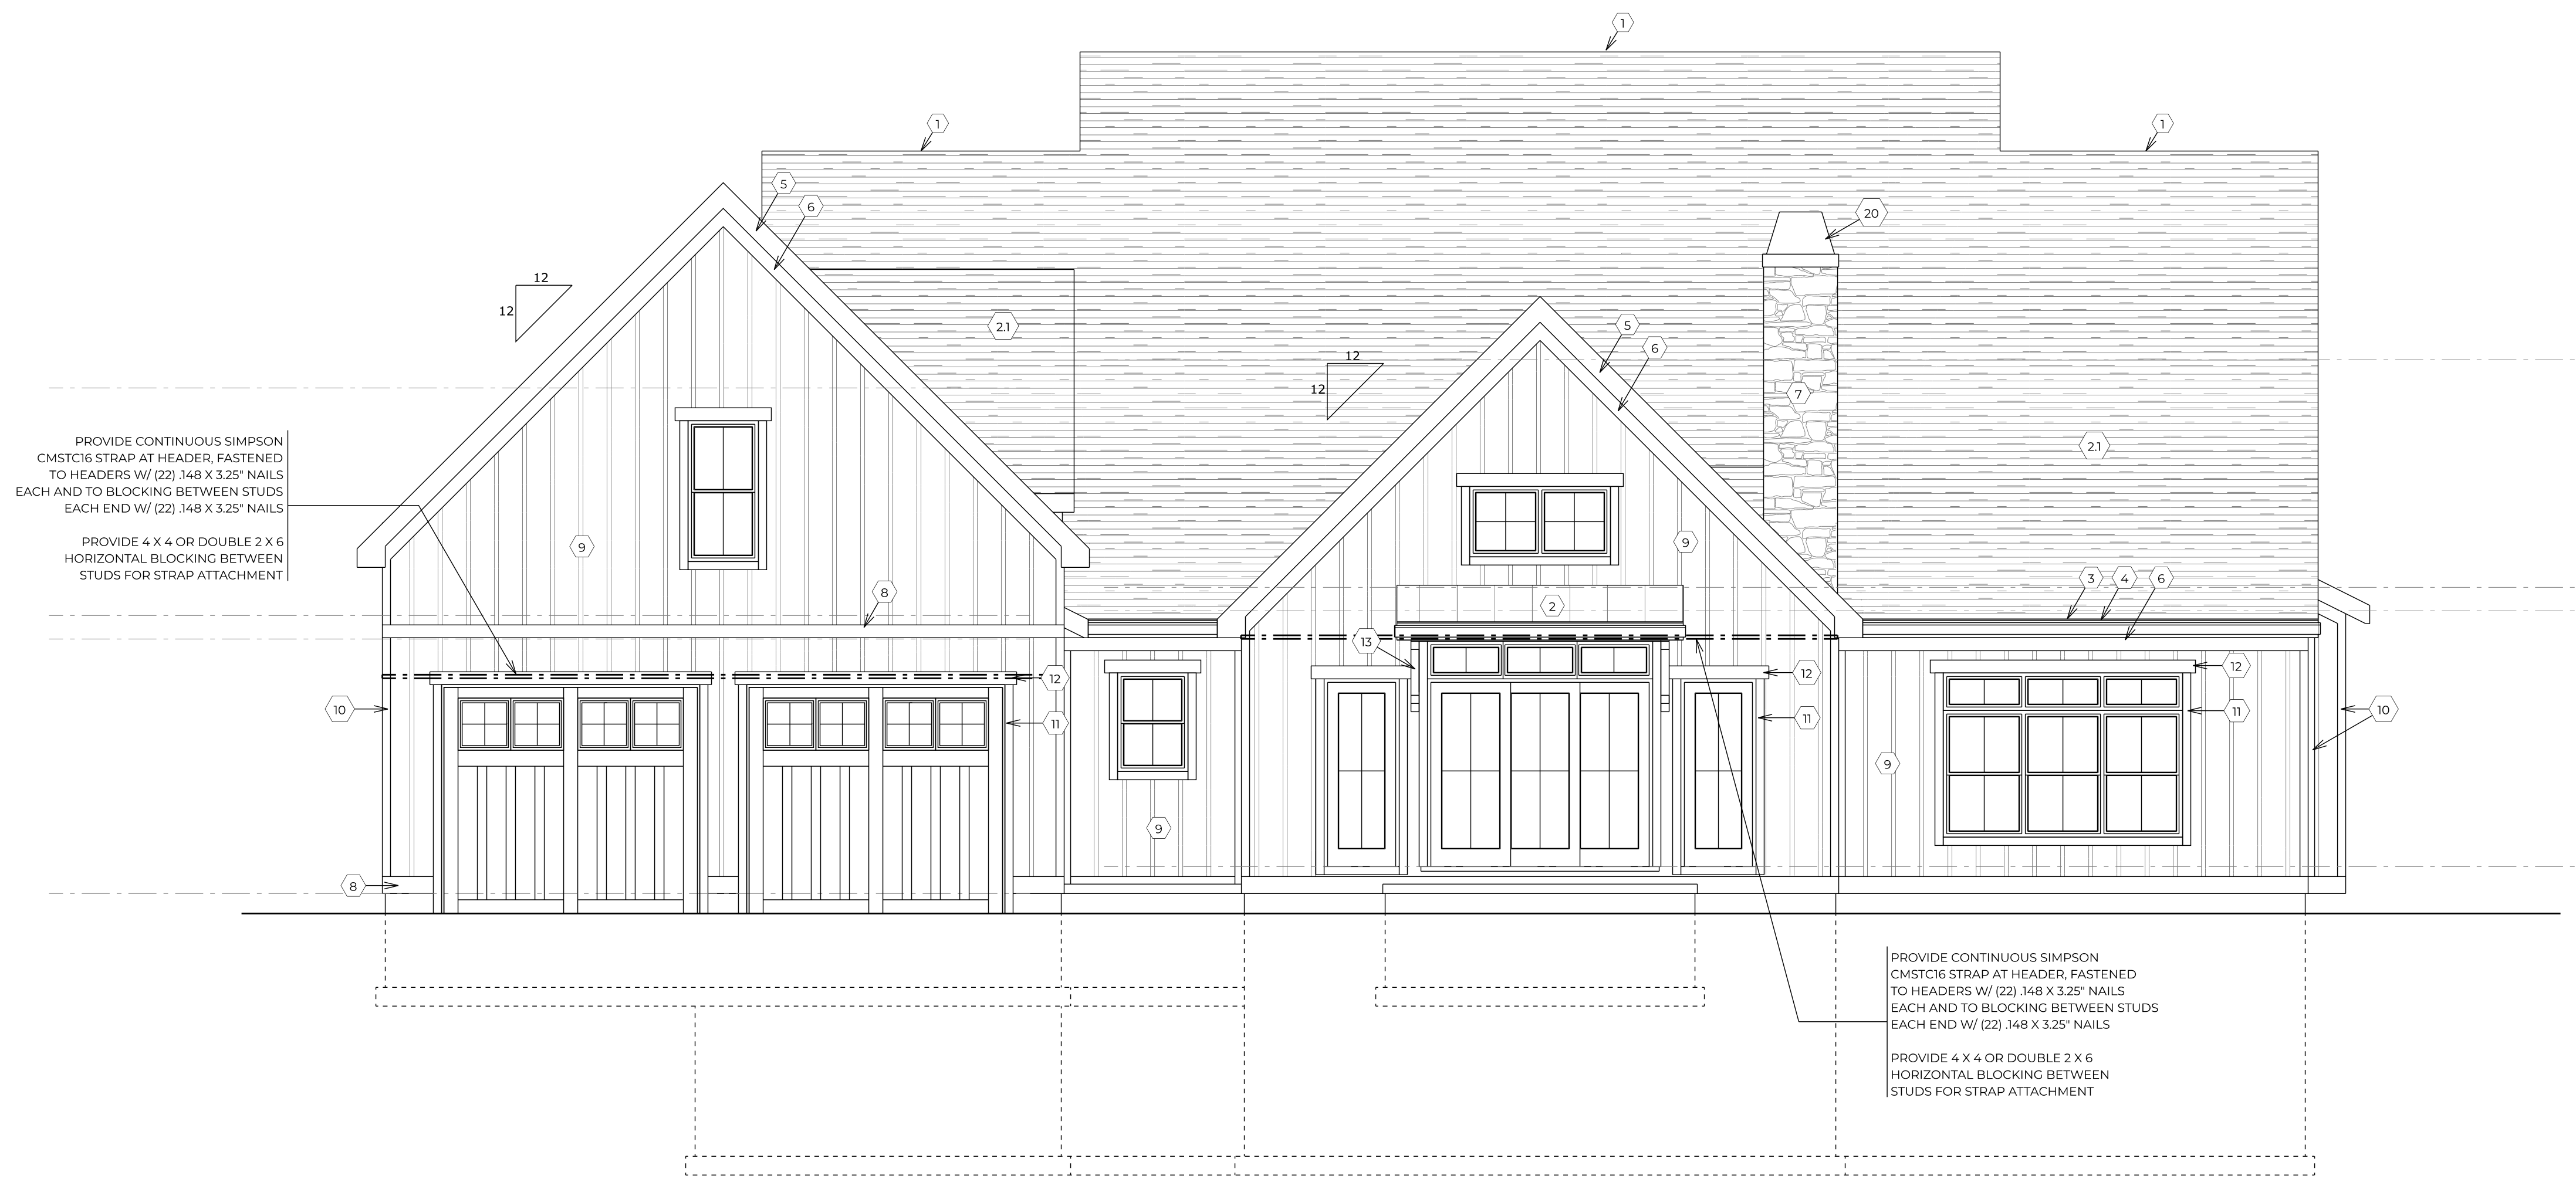 1
1
1
5
6
20
12
12
2.1
5
6
12
12
7
2.1
PROVIDE CONTINUOUS SIMPSON
CMSTC16 STRAP AT HEADER, FASTENED
TO HEADERS W/ (22) .148 X 3.25" NAILS
EACH AND TO BLOCKING BETWEEN STUDS
EACH END W/ (22) .148 X 3.25" NAILS
PROVIDE 4 X 4 OR DOUBLE 2 X 6
HORIZONTAL BLOCKING BETWEEN
STUDS FOR STRAP ATTACHMENT
9
9
8
2
3
4
6
13
12
12
12
10
11
11
11
10
9
9
8
PROVIDE CONTINUOUS SIMPSON
CMSTC16 STRAP AT HEADER, FASTENED
TO HEADERS W/ (22) .148 X 3.25" NAILS
EACH AND TO BLOCKING BETWEEN STUDS
EACH END W/ (22) .148 X 3.25" NAILS
PROVIDE 4 X 4 OR DOUBLE 2 X 6
HORIZONTAL BLOCKING BETWEEN
STUDS FOR STRAP ATTACHMENT